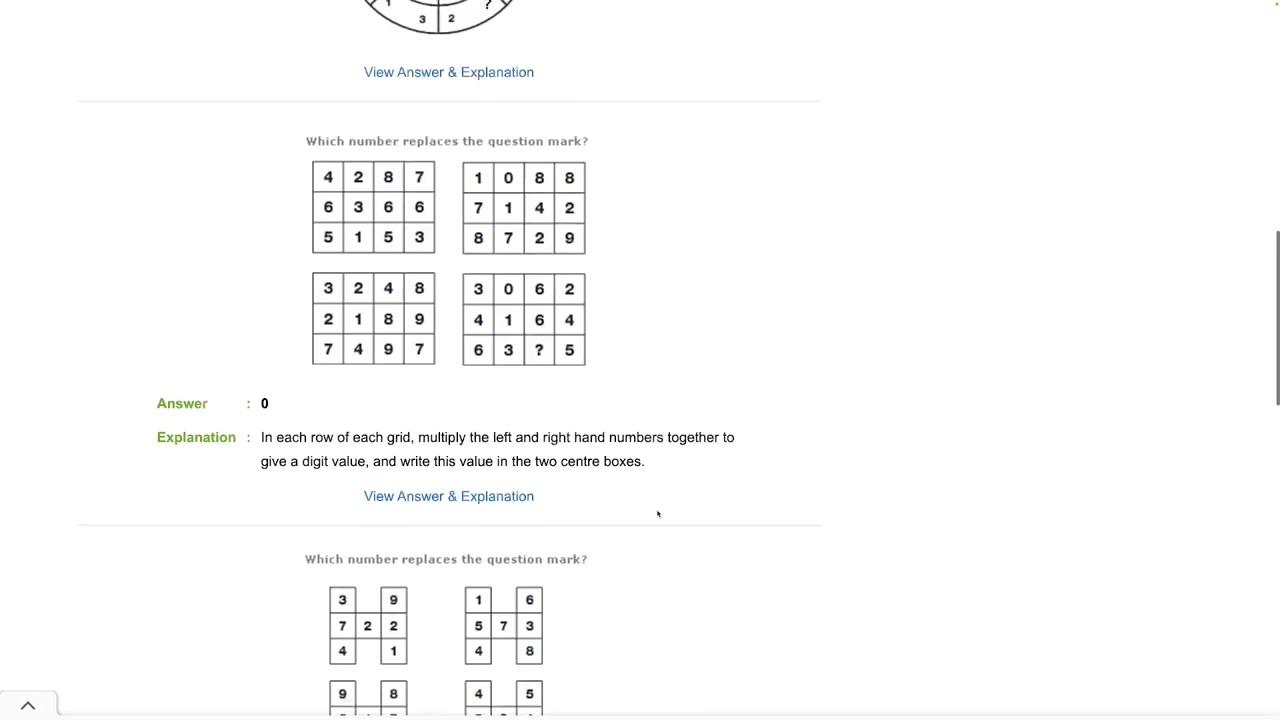 1 ?
3 2
View Answer & Explanation
Which number replaces the question mark?
4 2 8 7 1 0 8 8
6 3 6 6 7 1 4 2
5 1 5 3 8 7 2 9
3 2 4 8 3 0 6 2
2 1 8 9 4 1 6 4
7 4 9 7 6 3 ? 5
Answer : 0
Explanation : In each row of each grid, multiply the left and right hand numbers together to
give a digit value, and write this value in the two centre boxes.
View Answer & Explanation
Which number replaces the question mark?
3 9 1 6
7 2 2 5 7 3
4 1 4 8
9 8 4 5